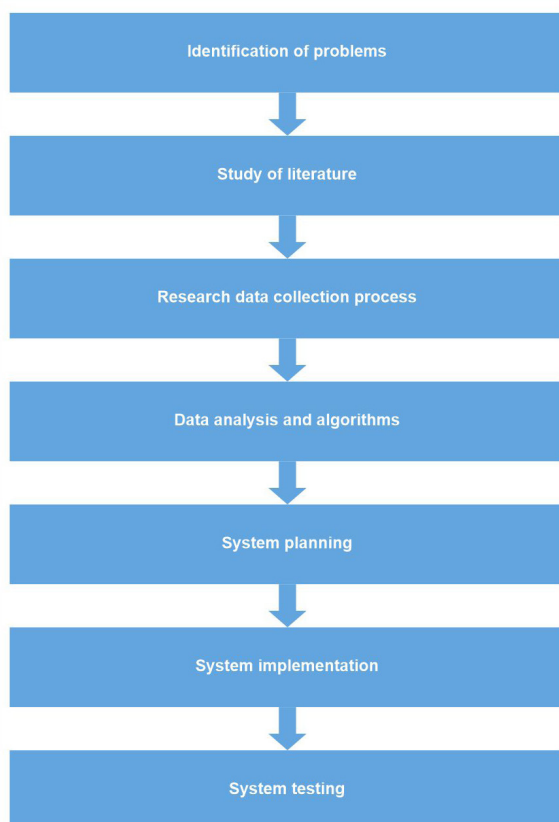 Identification of problems
Study of literature
Research data collection process
Data analysis and algorithms
System planning
System implementation
System testing